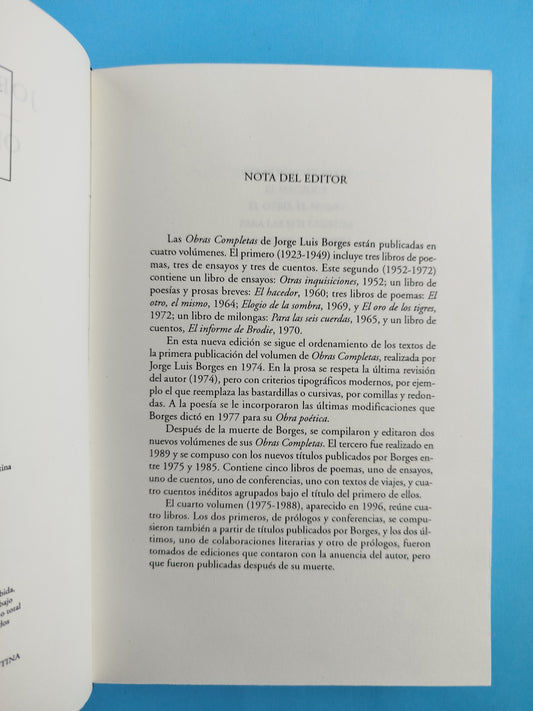 NOTA DEL EDITOR
Las Obras Completas de Jorge Luis Borges están publicadas en
cuatro volúmenes. El primero (1923-1949) incluye tres libros de poe-
mas, tres de ensayos y tres de cuentos. Este segundo (1952-1972)
contiene un libro de ensayos: Otras inquisiciones, 1952; un libro de
poesías y prosas breves: El hacedor, 1960; tres libros de poemas: El
otro, el mismo, 1964; Elogio de la sombra, 1969, y El oro de los tigres,
1972; un libro de milongas: Para las seis cuerdas, 1965, y un libro de
cuentos, El informe de Brodie, 1970.
En esta nueva edición se sigue el ordenamiento de los textos de
la primera publicación del volumen de Obras Completas, realizada por
Jorge Luis Borges en 1974. En la prosa se respeta la última revisión
del autor (1974), pero con criterios tipográficos modernos, por ejem-
plo el que reemplaza las bastardillas o cursivas, por comillas y redon-
das. A la poesía se le incorporaron las últimas modificaciones que
Borges dictó en 1977 para su Obra poética.
Después de la muerte de Borges, se compilaron y editaron dos
nuevos volúmenes de sus Obras Completas. El tercero fue realizado en
1989 y se compuso con los nuevos títulos publicados por Borges en-
tre 1975 y 1985. Contiene cinco libros de poemas, uno de ensayos,
uno de cuentos, uno de conferencias, uno con textos de viajes, y cua-
tro cuentos inéditos agrupados bajo el título del primero de ellos.
El cuarto volumen (1975-1988), aparecido en 1996, reúne cua-
tro libros. Los dos primeros, de prólogos y conferencias, se compu-
sieron también a partir de títulos publicados por Borges, y los dos úl-
timos, uno de colaboraciones literarias y otro de prólogos, fueron
tomados de ediciones que contaron con la anuencia del autor, pero
que fueron publicadas después de su muerte.